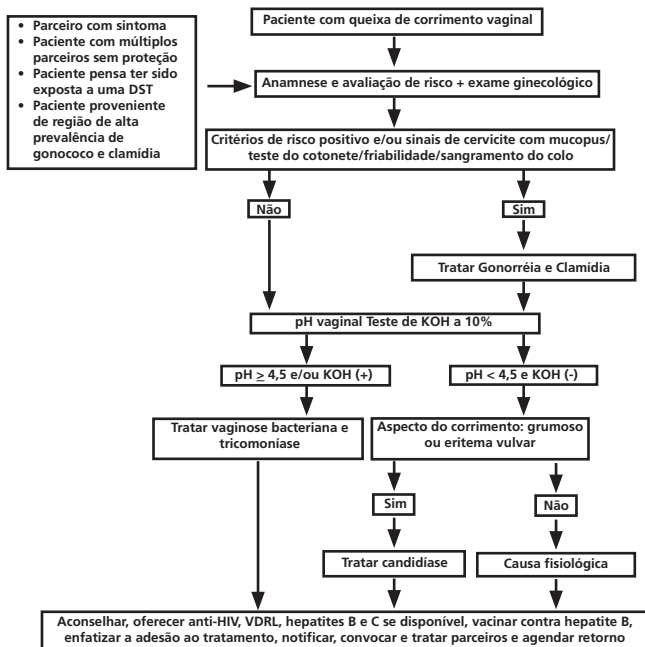 • Parceiro com sintoma
• Paciente com múltiplos
parceiros sem proteção
• Paciente pensa ter sido
exposta a uma DST
• Paciente proveniente
de região de alta
prevalência de
gonococo e clamídia
Paciente com queixa de corrimento vaginal
Anamnese e avaliação de risco + exame ginecológico
Critérios de risco positivo e/ou sinais de cervicite com mucopus/
teste do cotonete/friabilidade/sangramento do colo
Não
Sim
Tratar Gonorréia e Clamídia
pH vaginal Teste de KOH a 10%
pH ≥ 4,5 e/ou KOH (+)
pH < 4,5 e KOH (-)
Tratar vaginose bacteriana e
tricomoníase
Aspecto do corrimento: grumoso
ou eritema vulvar
Sim
Não
Tratar candidíase
Causa fisiológica
Aconselhar, oferecer anti-HIV, VDRL, hepatites B e C se disponível, vacinar contra hepatite B,
enfatizar a adesão ao tratamento, notificar, convocar e tratar parceiros e agendar retorno